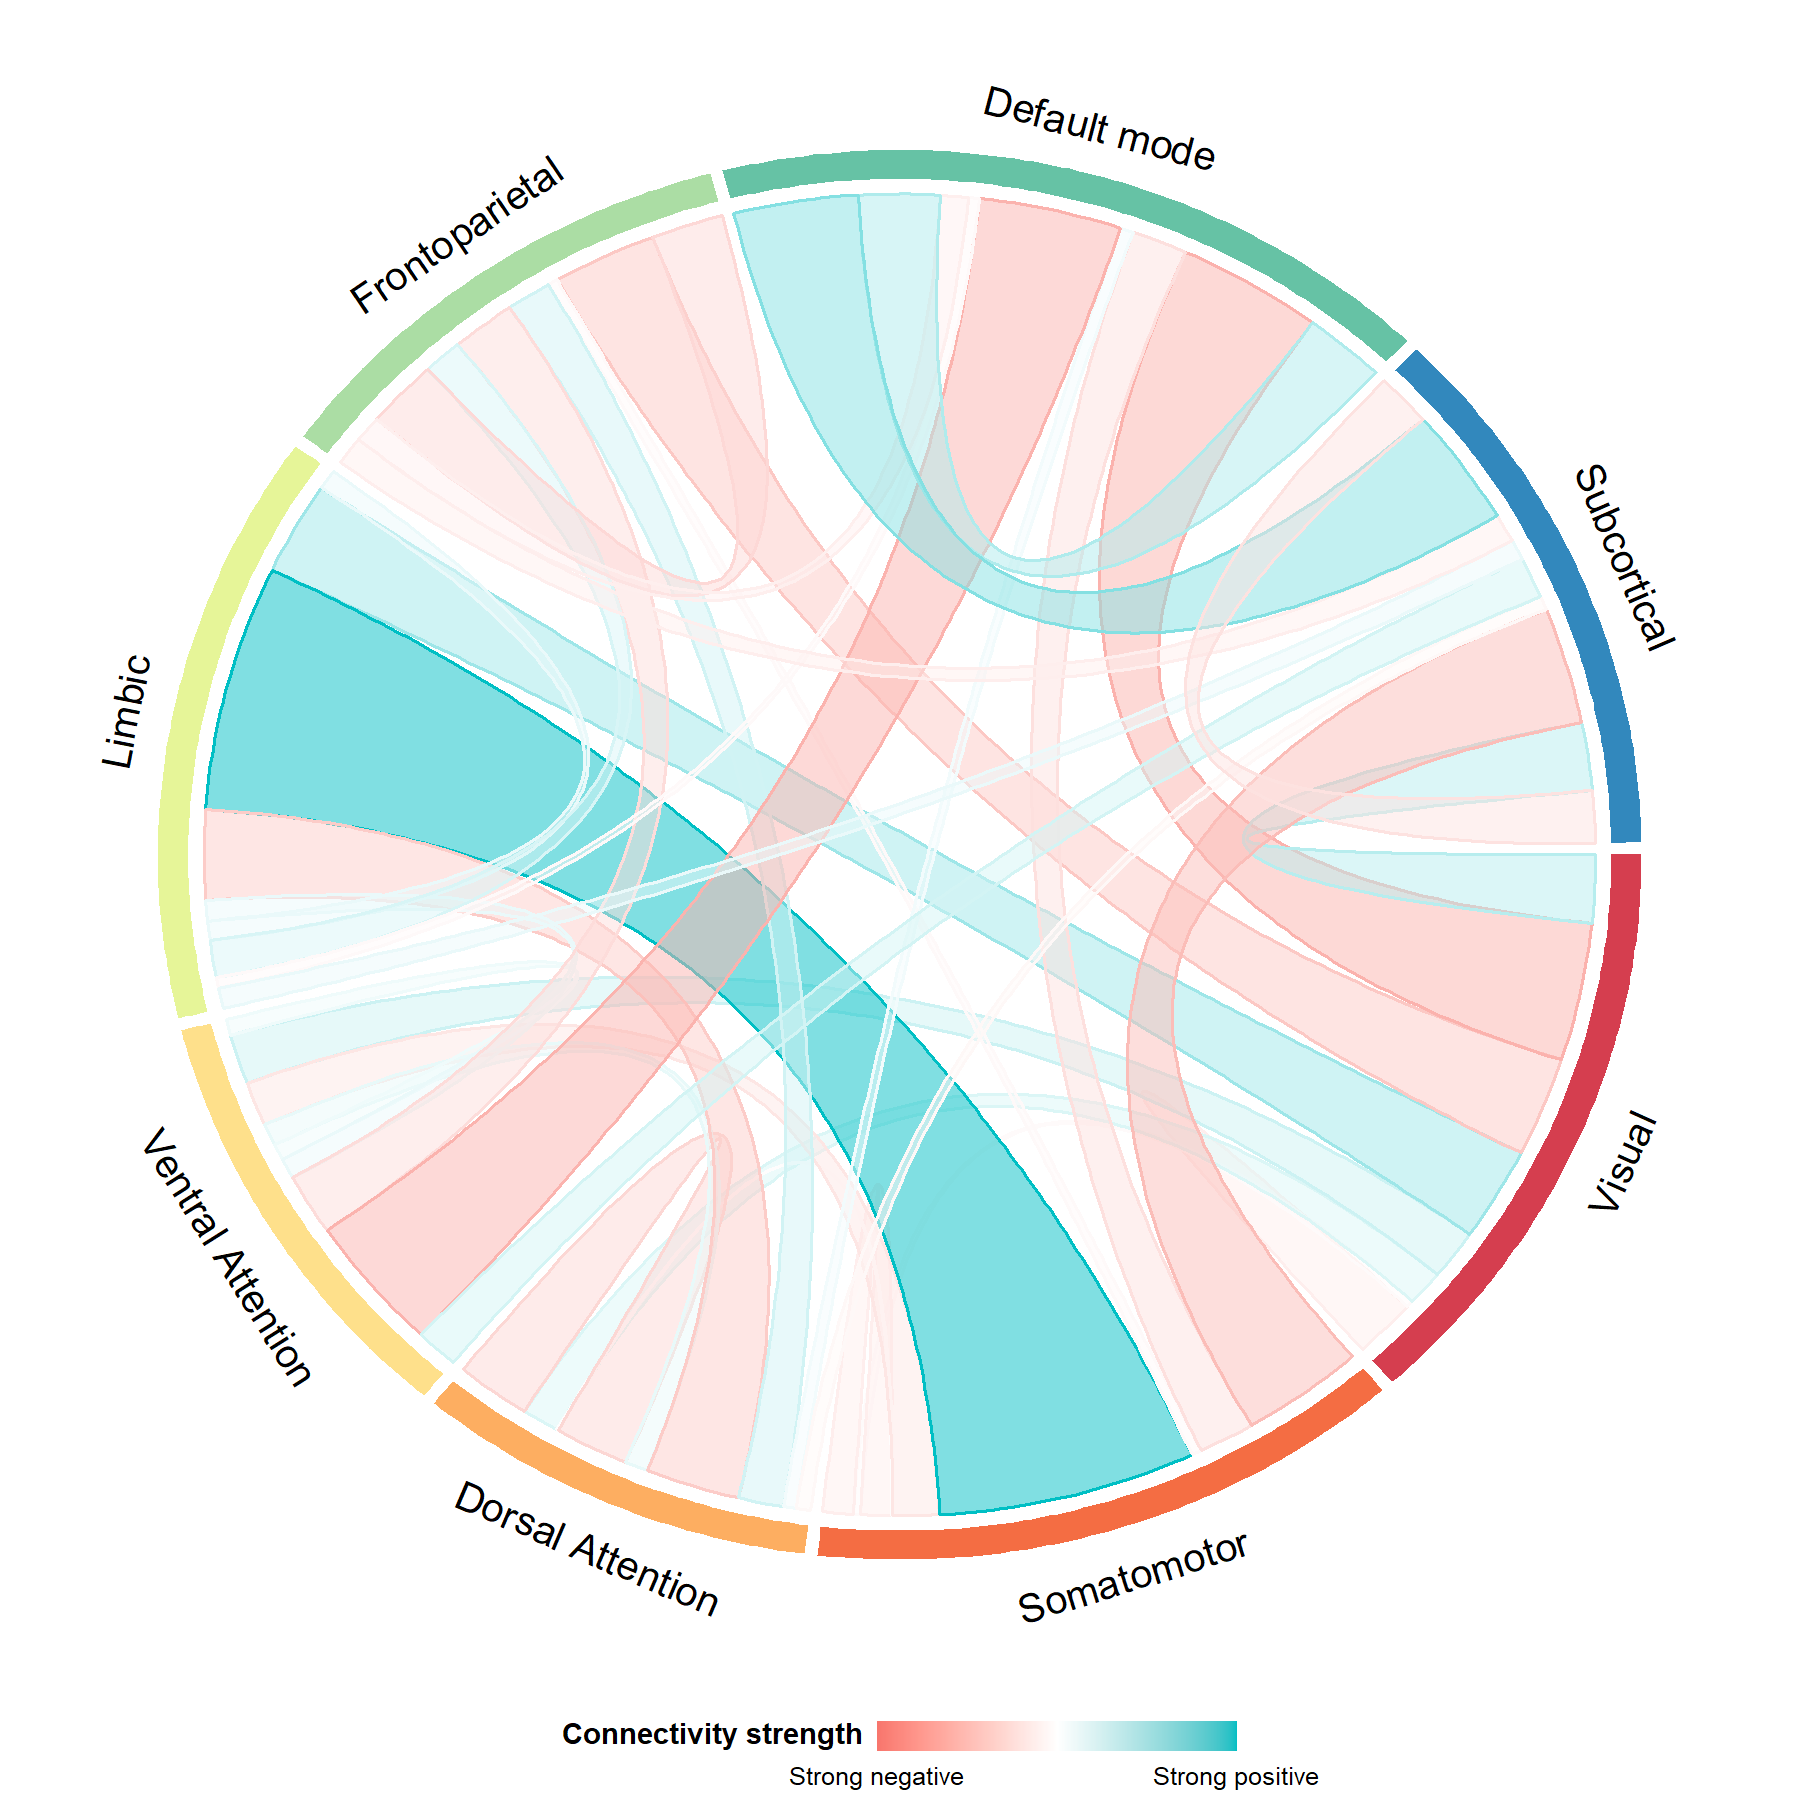 Default mode
Frontoparietal
Subcortical
Limbic
Visual
Ventral Attention
Dorsal Attention
Somatomotor
Connectivity strength
Strong negative
Strong positive